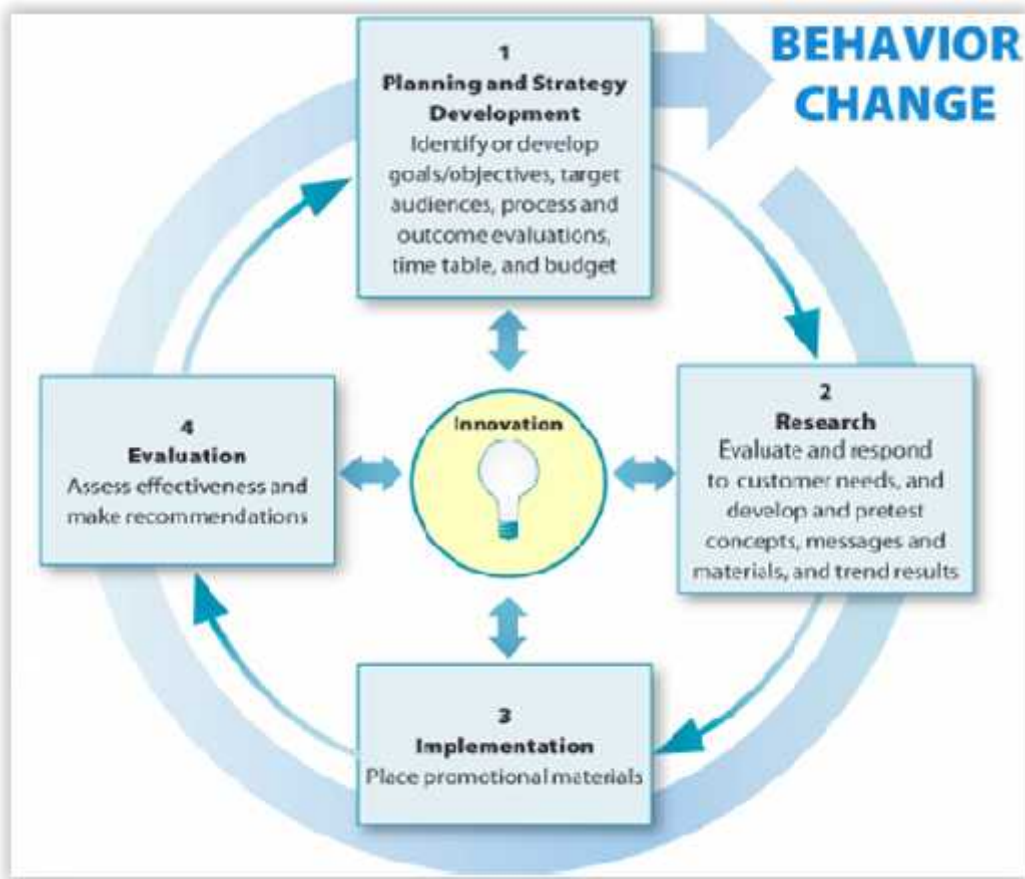 BEHAVIOR
CHANGE
1
Planning and Strategy
Development
Identify or develop
goals/objectives, target
audiences, process and
outcome evaluations,
time table, and budget
2
Research
Evaluate and respond
to customer needs, and
develop and pretest
concepts, messages and
materials, and trend results
Innovation
4
Evaluation
Assess effectiveness and
make recommendations
3
Implementation
Place promotional materials